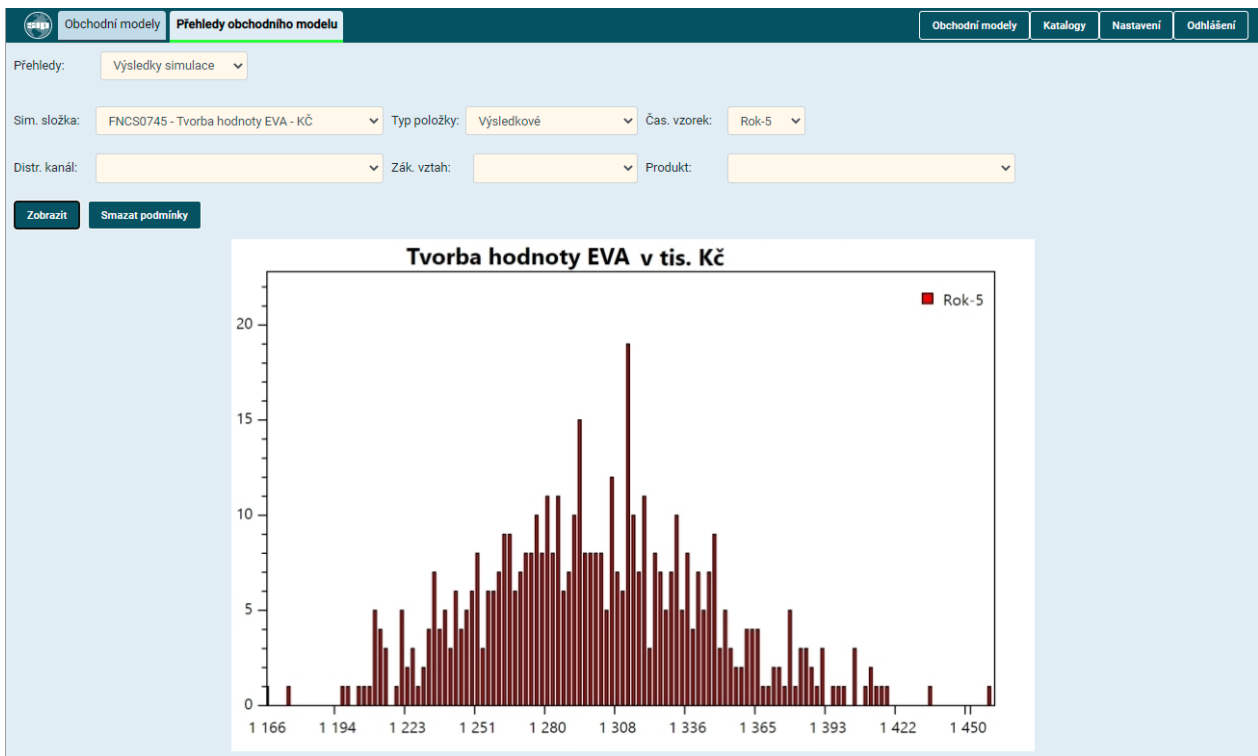 sip Obchodní modely Přehledy obchodního modelu Obchodní modely Katalogy Nastavení Odhlášení
Přehledy: Výsledky simulace
Sim. složka: FNCS0745 - Tvorba hodnoty EVA - KČ Typ položky: Výsledkové Čas. vzorek: Rok-5
Distr. kanál: Zák. vztah: Produkt:
Zobrazit Smazat podmínky
Tvorba hodnoty EVA v tis. Kč
Rok-5
20
15
10
5
0
1 166 1 194 1 223 1 251 1 280 1 308 1 336 1 365 1 393 1 422 1 450